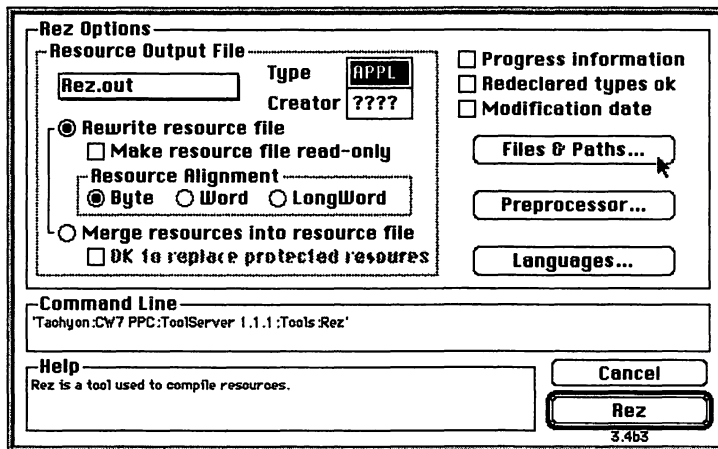 Rez Options
Resource Output File
Rez.out
Type APPL
Creator ????
Rewrite resource file
Make resource file read-only
Resource Alignment
Byte Word LongWord
Merge resources into resource file
OK to replace protected resoures
Progress information
Redeclared types ok
Modification date
Files & Paths...
Preprocessor...
Languages...
Command Line
'Tachyon:CW7 PPC:ToolServer 1.1.1:Tools:Rez'
Help
Rez is a tool used to compile resources.
Cancel
Rez
3.4b3